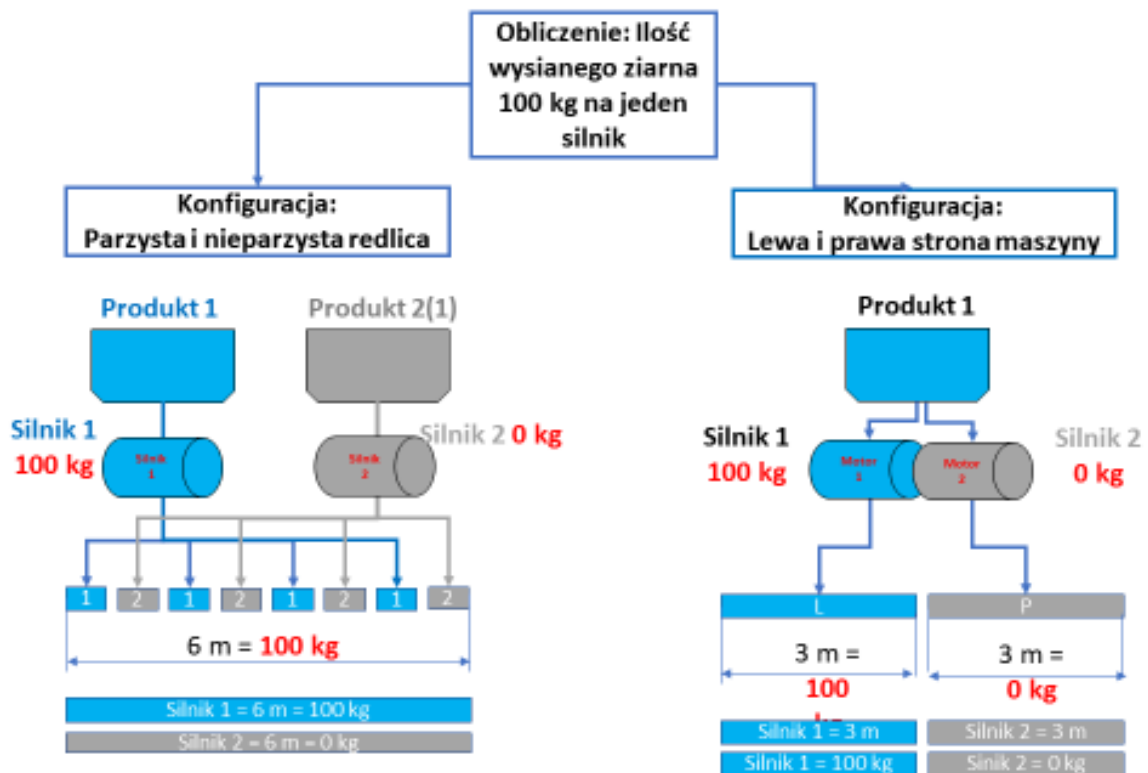 Obliczenie: Ilość
wysianego ziarna
100 kg na jeden
silnik
Konfiguracja:
Parzysta i nieparzysta redlica
Konfiguracja:
Lewa i prawa strona maszyny
Produkt 1
Produkt 2(1)
Produkt 1
Silnik 1
100 kg
Silnik
1
Silnik 2 0 kg
Silnik
2
Silnik 1
100 kg
Motor
1
Motor
2
Silnik 2
0 kg
1 2 1 2 1 2 1 2
6 m = 100 kg
L
P
3 m =
100
kg
3 m =
0 kg
Silnik 1 = 6 m = 100 kg
Silnik 2 = 6 m = 0 kg
Silnik 1 = 3 m
Silnik 1 = 100 kg
Silnik 2 = 3 m
Sinik 2 = 0 kg